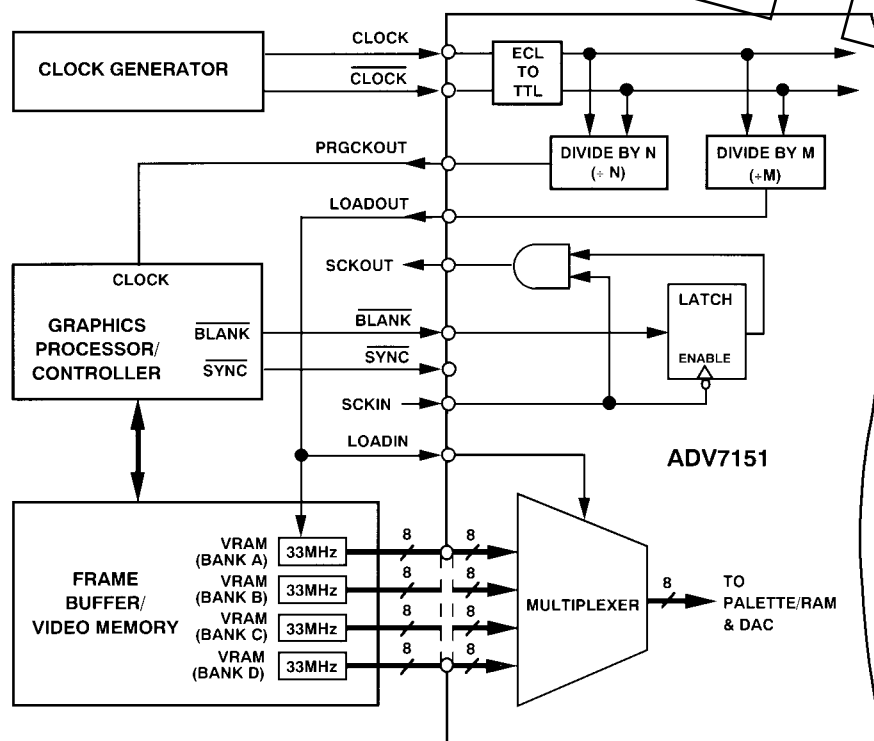 CLOCK GENERATOR
CLOCK
CLOCK
ECL
TO
TTL
PRGCKOUT
DIVIDE BY N
(÷ N)
DIVIDE BY M
(÷M)
LOADOUT
SCKOUT
CLOCK
GRAPHICS
PROCESSOR/
CONTROLLER
BLANK
SYNC
BLANK
SYNC
LATCH
ENABLE
SCKIN
LOADIN
ADV7151
FRAME
BUFFER/
VIDEO MEMORY
VRAM
(BANK A)
33MHz
8
8
VRAM
(BANK B)
33MHz
8
8
VRAM
(BANK C)
33MHz
8
8
VRAM
(BANK D)
33MHz
8
8
MULTIPLEXER
8
TO
PALETTE/RAM
& DAC